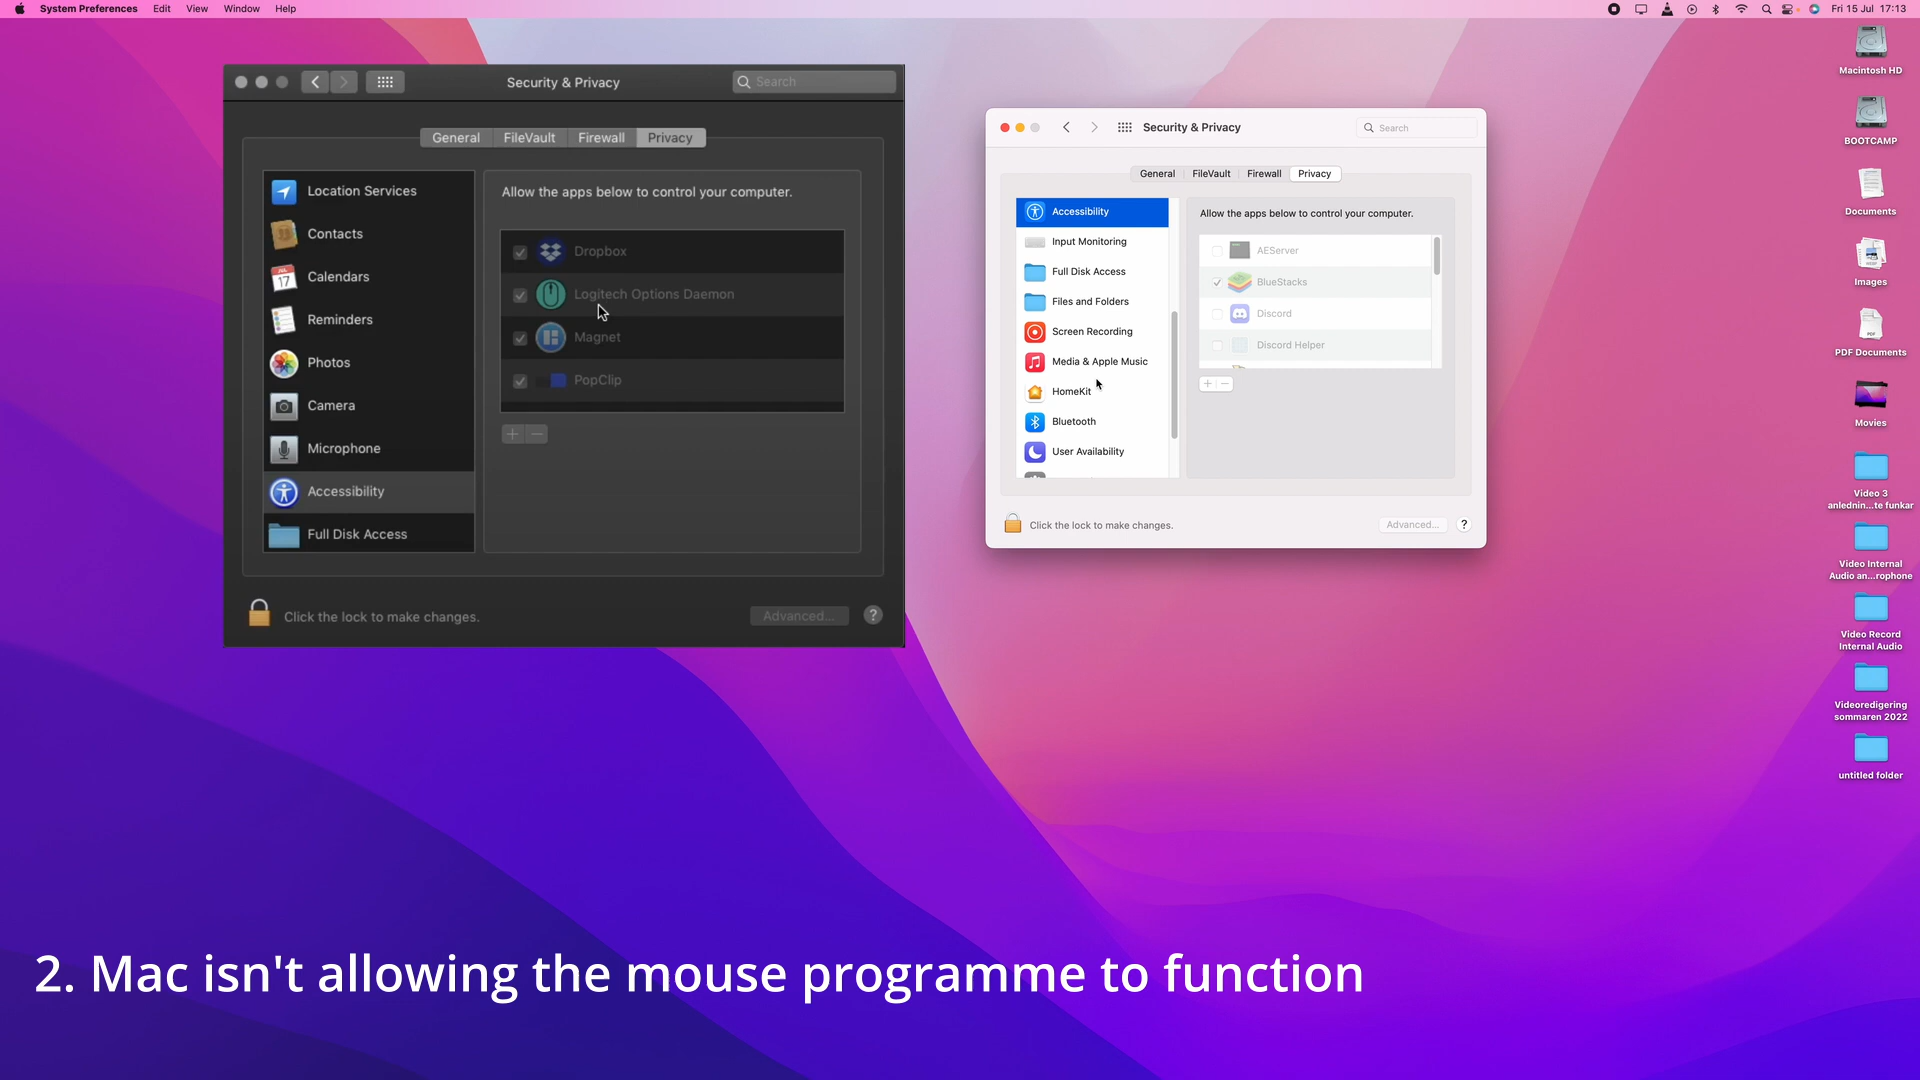 System Preferences Edit View Window Help
Fri 15 Jul 17:13
Security & Privacy
Search
General FileVault Firewall Privacy
Location Services
Contacts
Calendars
Reminders
Photos
Camera
Microphone
Accessibility
Full Disk Access
Allow the apps below to control your computer.
Dropbox
Logitech Options Daemon
Magnet
PopClip
Click the lock to make changes.
Advanced...
?
Security & Privacy
Search
General FileVault Firewall Privacy
Accessibility
Input Monitoring
Full Disk Access
Files and Folders
Screen Recording
Media & Apple Music
HomeKit
Bluetooth
User Availability
Allow the apps below to control your computer.
AEServer
BlueStacks
Discord
Discord Helper
Click the lock to make changes.
Advanced...
?
Macintosh HD
BOOTCAMP
Documents
Images
PDF
PDF Documents
Movies
Video 3
anlednin...te funkar
Video Internal
Audio an...rophone
Video Record
Internal Audio
Videoredigering
sommaren 2022
untitled folder
JUL
17
2. Mac isn't allowing the mouse programme to function